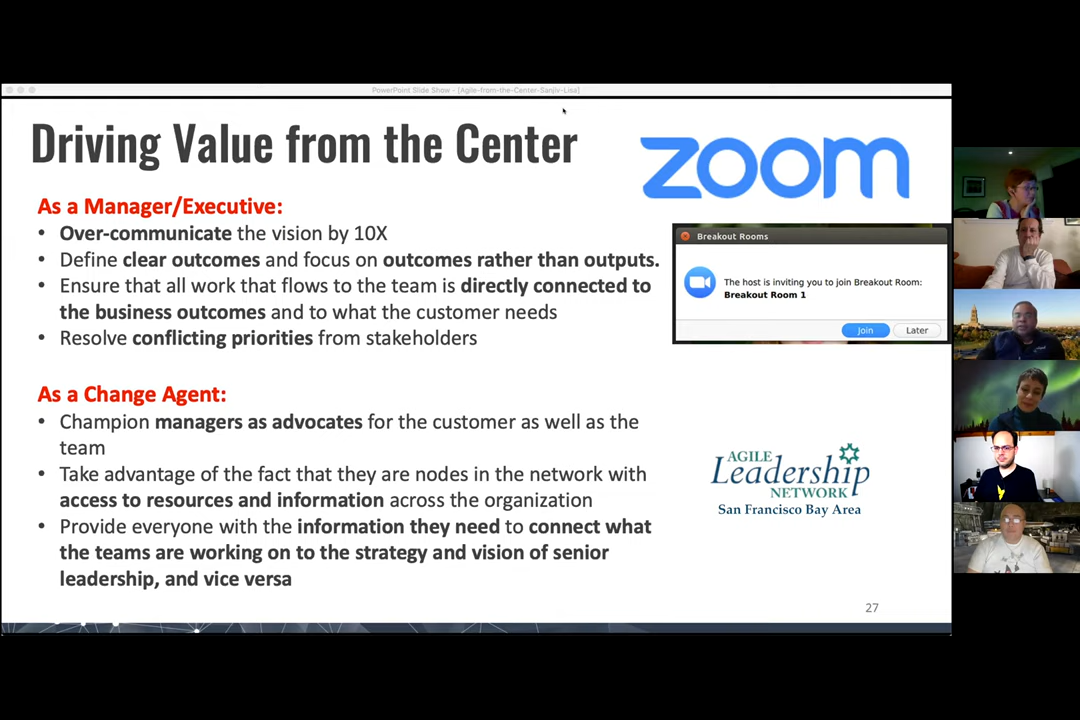 PowerPoint Slide Show - [Agile-from-the-Center-Sanjiv-Lisa]
Driving Value from the Center
zoom
As a Manager/Executive:
• Over-communicate the vision by 10X
• Define clear outcomes and focus on outcomes rather than outputs.
• Ensure that all work that flows to the team is directly connected to
the business outcomes and to what the customer needs
• Resolve conflicting priorities from stakeholders
Breakout Rooms
The host is inviting you to join Breakout Room:
Breakout Room 1
Join Later
As a Change Agent:
• Champion managers as advocates for the customer as well as the
team
• Take advantage of the fact that they are nodes in the network with
access to resources and information across the organization
• Provide everyone with the information they need to connect what
the teams are working on to the strategy and vision of senior
leadership, and vice versa
AGILE
Leadership
NETWORK
San Francisco Bay Area
27